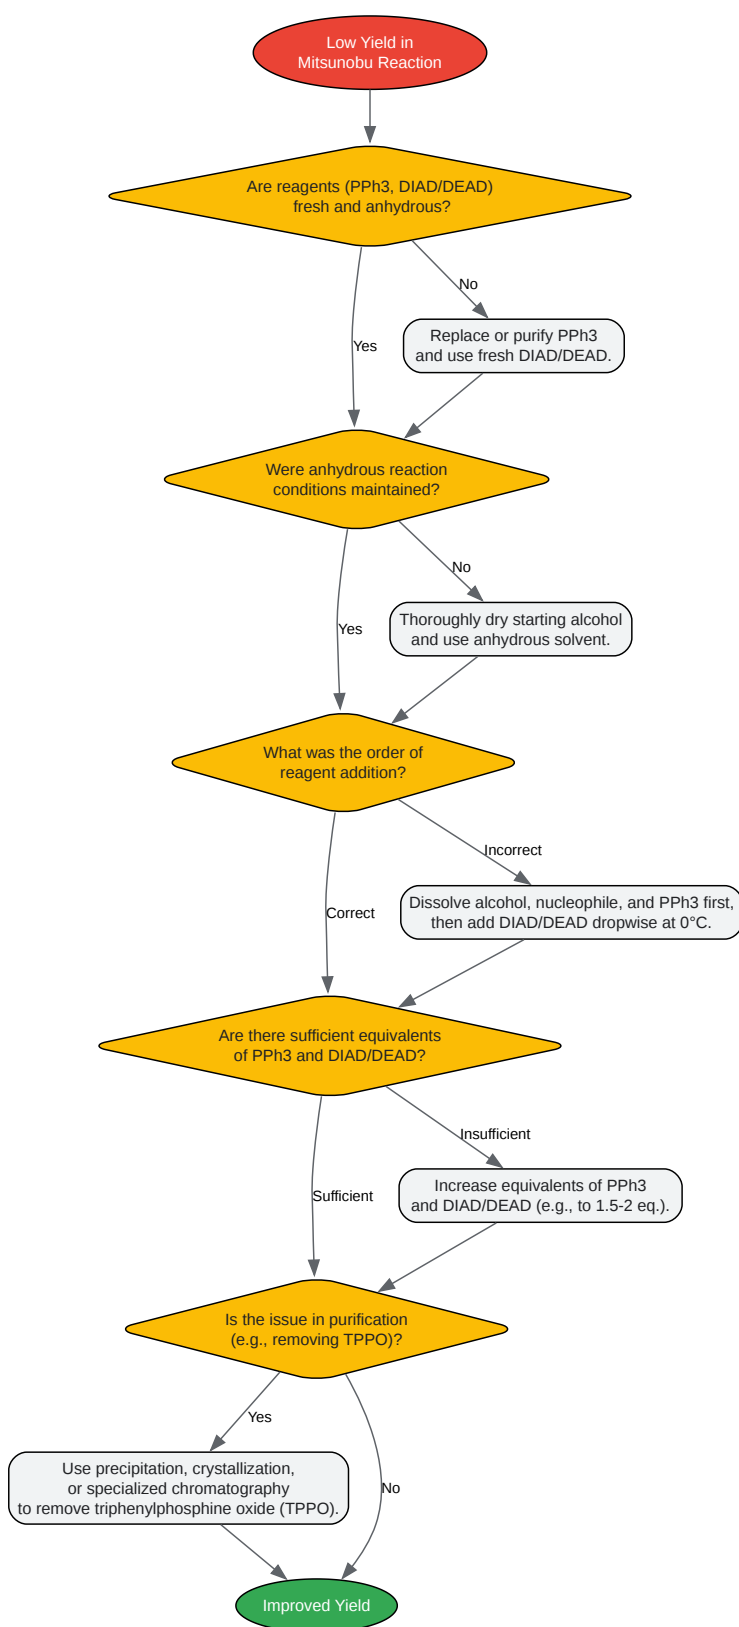 Low Yield in
Mitsunobu Reaction
Are reagents (PPh3, DIAD/DEAD)
fresh and anhydrous?
No
Replace or purify PPh3
and use fresh DIAD/DEAD.
Yes
Were anhydrous reaction
conditions maintained?
No
Thoroughly dry starting alcohol
and use anhydrous solvent.
Yes
What was the order of
reagent addition?
Incorrect
Dissolve alcohol, nucleophile, and PPh3 first,
then add DIAD/DEAD dropwise at 0°C.
Correct
Are there sufficient equivalents
of PPh3 and DIAD/DEAD?
Insufficient
Increase equivalents of PPh3
and DIAD/DEAD (e.g., to 1.5-2 eq.).
Sufficient
Is the issue in purification
(e.g., removing TPPO)?
Yes
Use precipitation, crystallization,
or specialized chromatography
to remove triphenylphosphine oxide (TPPO).
No
Improved Yield